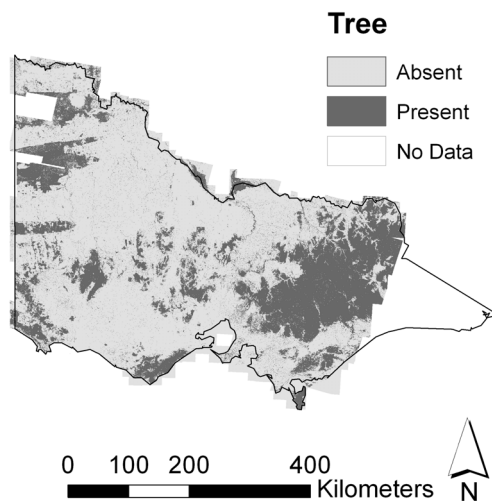 Tree
Absent
Present
No Data
0 100 200 400
Kilometers
N